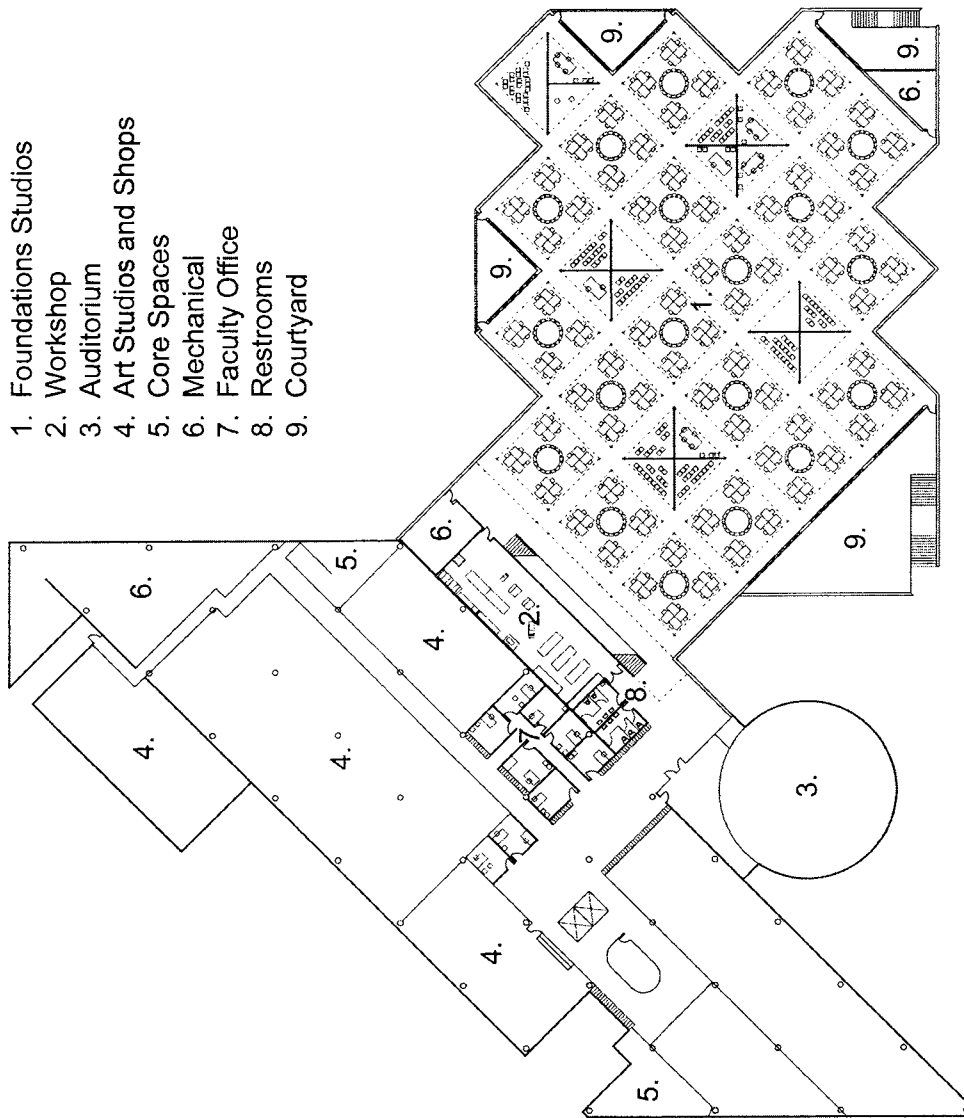 1. Foundations Studios
2. Workshop
3. Auditorium
4. Art Studios and Shops
5. Core Spaces
6. Mechanical
7. Faculty Office
8. Restrooms
9. Courtyard
9.
9.
6.
9.
1.
9.
6.
5.
6.
4.
2.
8.
7.
4.
4.
3.
4.
5.